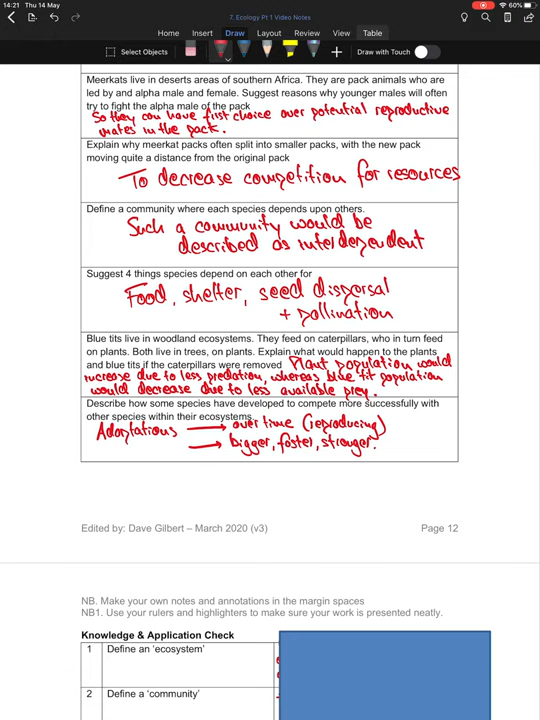 14:21 Thu 14 May
60%
7. Ecology Pt 1 Video Notes
Home Insert Draw Layout Review View Table
Select Objects
Draw with Touch
Meerkats live in deserts areas of southern Africa. They are pack animals who are
led by and alpha male and female. Suggest reasons why younger males will often
try to fight the alpha male of the pack
So they can have first choice over potential reproductive
mates in the pack.
Explain why meerkat packs often split into smaller packs, with the new pack
moving quite a distance from the original pack
To decrease competition for resources
Define a community where each species depends upon others.
Such a community would be
described as interdependent
Suggest 4 things species depend on each other for
Food, shelter, seed dispersal
+ pollination
Blue tits live in woodland ecosystems. They feed on caterpillars, who in turn feed
on plants. Both live in trees, on plants. Explain what would happen to the plants
and blue tits if the caterpillars were removed Plant population would
increase due to less predation, whereas blue tit population
would decrease due to less available prey.
Describe how some species have developed to compete more successfully with
other species within their ecosystems
Adaptations → over time (reproducing)
→ bigger, faster, stronger.
Edited by: Dave Gilbert – March 2020 (v3) Page 12
NB. Make your own notes and annotations in the margin spaces
NB1. Use your rulers and highlighters to make sure your work is presented neatly.
Knowledge & Application Check
1 Define an 'ecosystem'
2 Define a 'community'